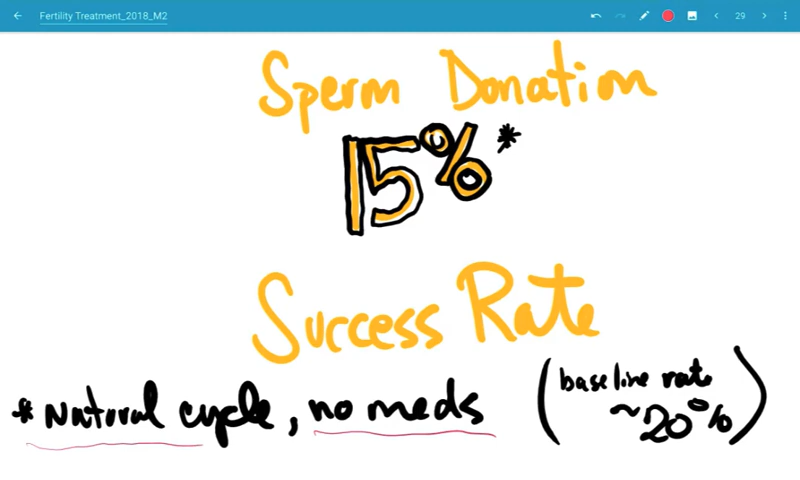 Fertility Treatment_2018_M2
29
Sperm Donation
15%*
Success Rate
* Natural cycle, no meds
(baseline rate
~20%)